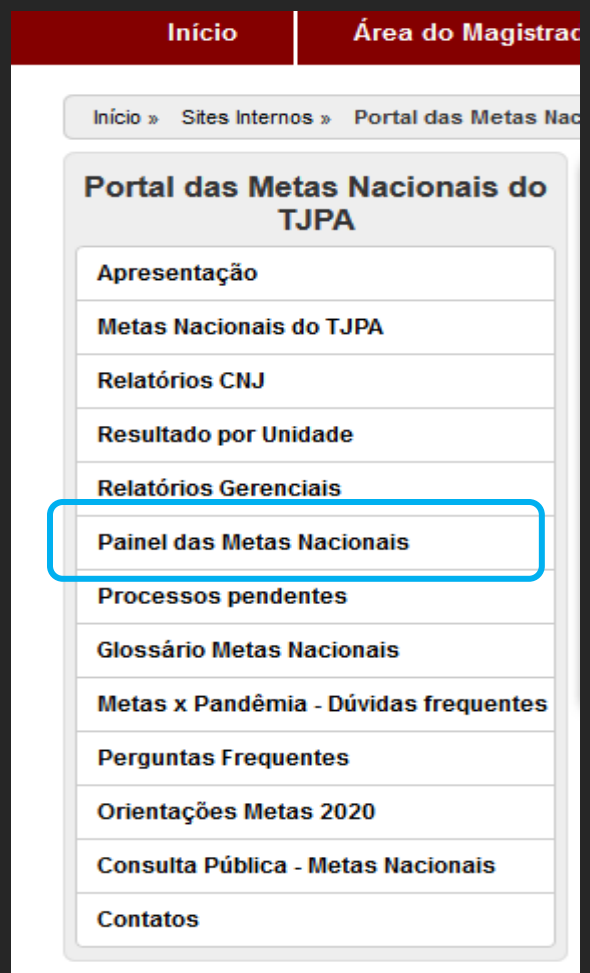 Início Área do Magistrad
Início » Sites Internos » Portal das Metas Nac
Portal das Metas Nacionais do
TJPA
Apresentação
Metas Nacionais do TJPA
Relatórios CNJ
Resultado por Unidade
Relatórios Gerenciais
Painel das Metas Nacionais
Processos pendentes
Glossário Metas Nacionais
Metas x Pandêmia - Dúvidas frequentes
Perguntas Frequentes
Orientações Metas 2020
Consulta Pública - Metas Nacionais
Contatos